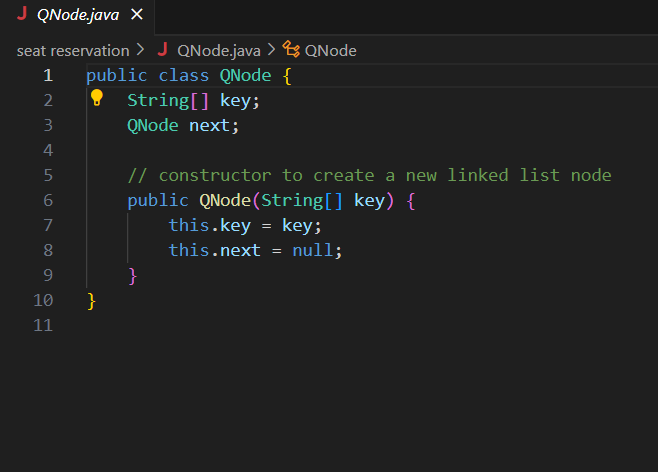 J QNode.java ×
seat reservation > J QNode.java > QNode
1 public class QNode {
2     String[] key;
3     QNode next;
4
5     // constructor to create a new linked list node
6     public QNode(String[] key) {
7         this.key = key;
8         this.next = null;
9     }
10 }
11